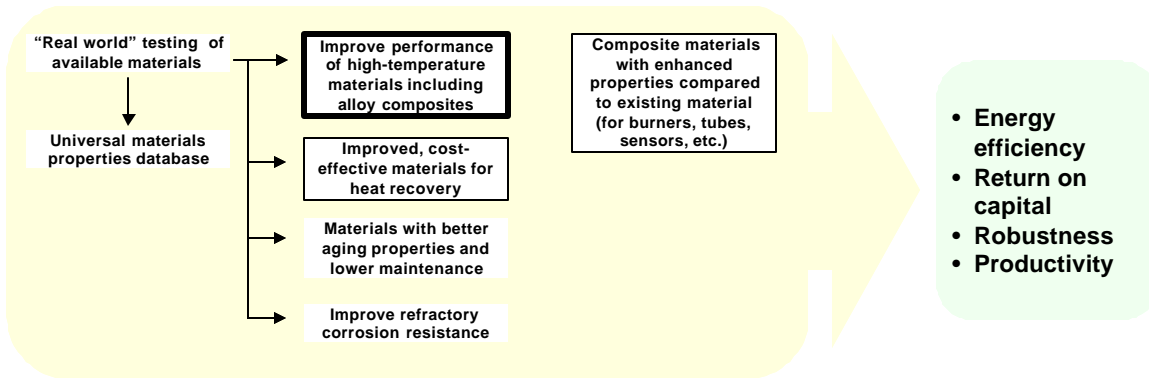 “Real world” testing of
available materials
Universal materials
properties database
Improve performance
of high-temperature
materials including
alloy composites
Improved, cost-
effective materials for
heat recovery
Materials with better
aging properties and
lower maintenance
Improve refractory
corrosion resistance
Composite materials
with enhanced
properties compared
to existing material
(for burners, tubes,
sensors, etc.)
• Energy
efficiency
• Return on
capital
• Robustness
• Productivity